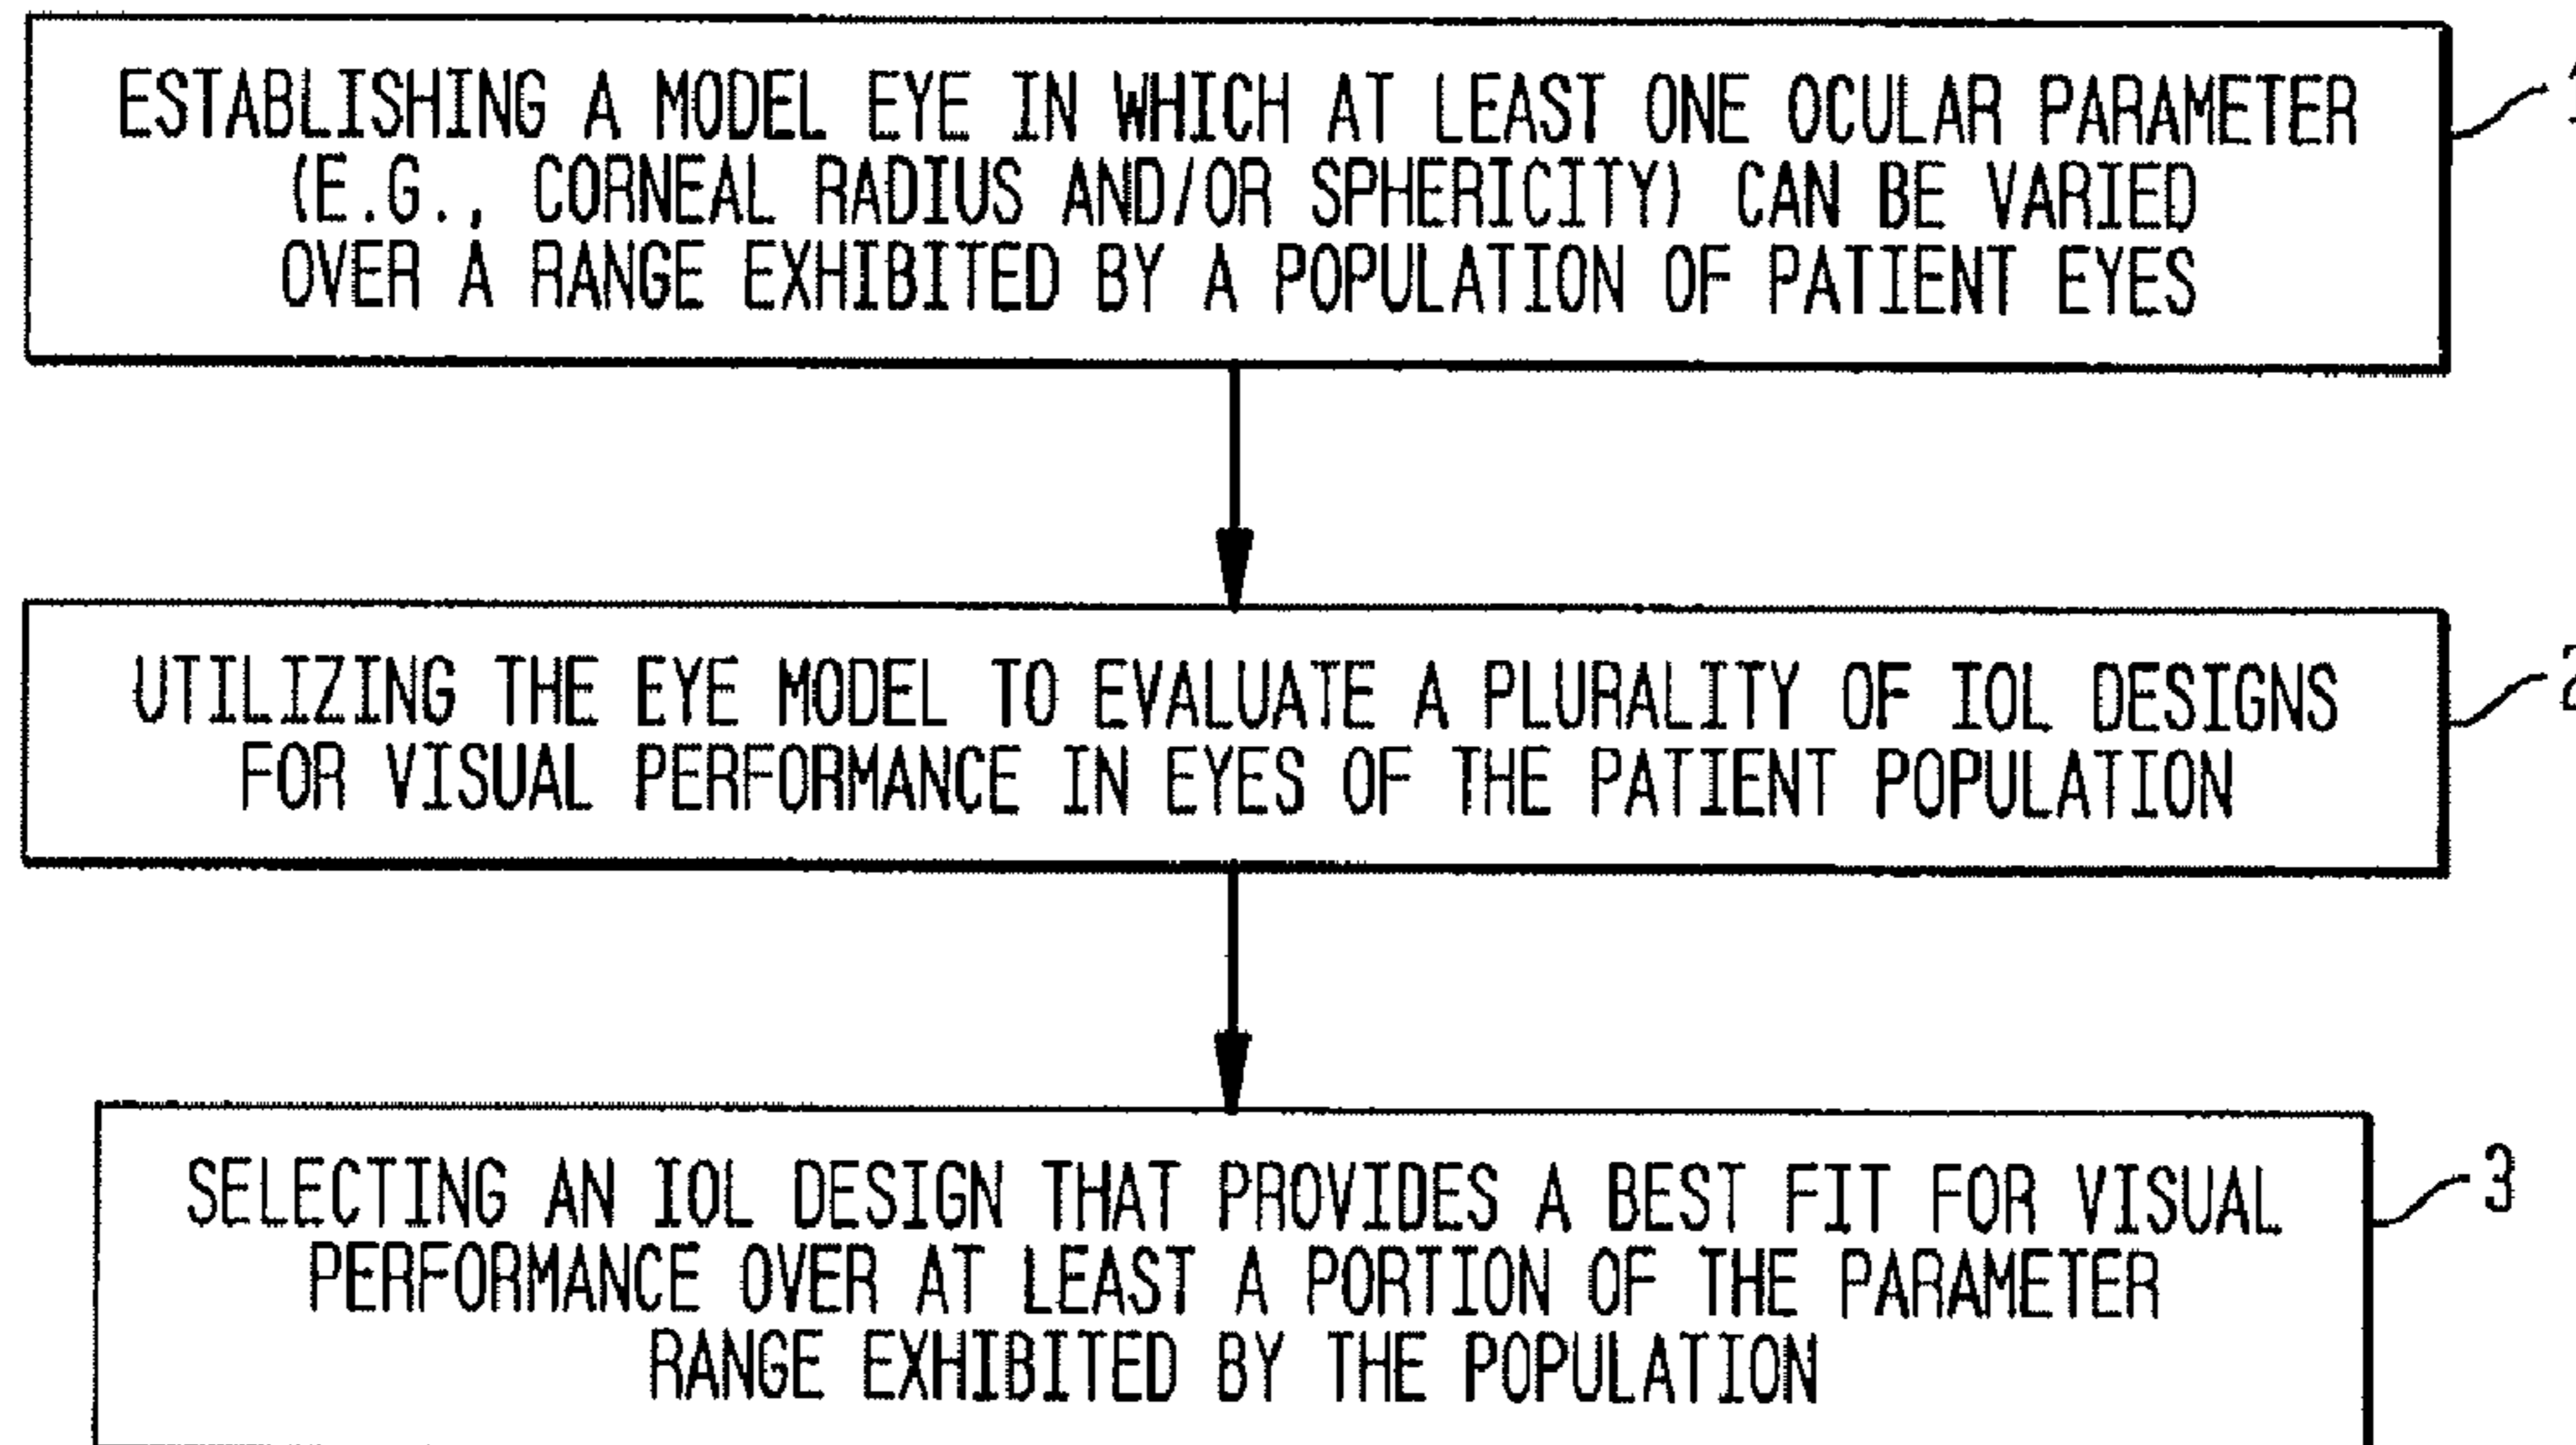 ESTABLISHING A MODEL EYE IN WHICH AT LEAST ONE OCULAR PARAMETER
(E.G., CORNEAL RADIUS AND/OR SPHERICITY) CAN BE VARIED
OVER A RANGE EXHIBITED BY A POPULATION OF PATIENT EYES
1
UTILIZING THE EYE MODEL TO EVALUATE A PLURALITY OF IOL DESIGNS
FOR VISUAL PERFORMANCE IN EYES OF THE PATIENT POPULATION
2
SELECTING AN IOL DESIGN THAT PROVIDES A BEST FIT FOR VISUAL
PERFORMANCE OVER AT LEAST A PORTION OF THE PARAMETER
RANGE EXHIBITED BY THE POPULATION
3